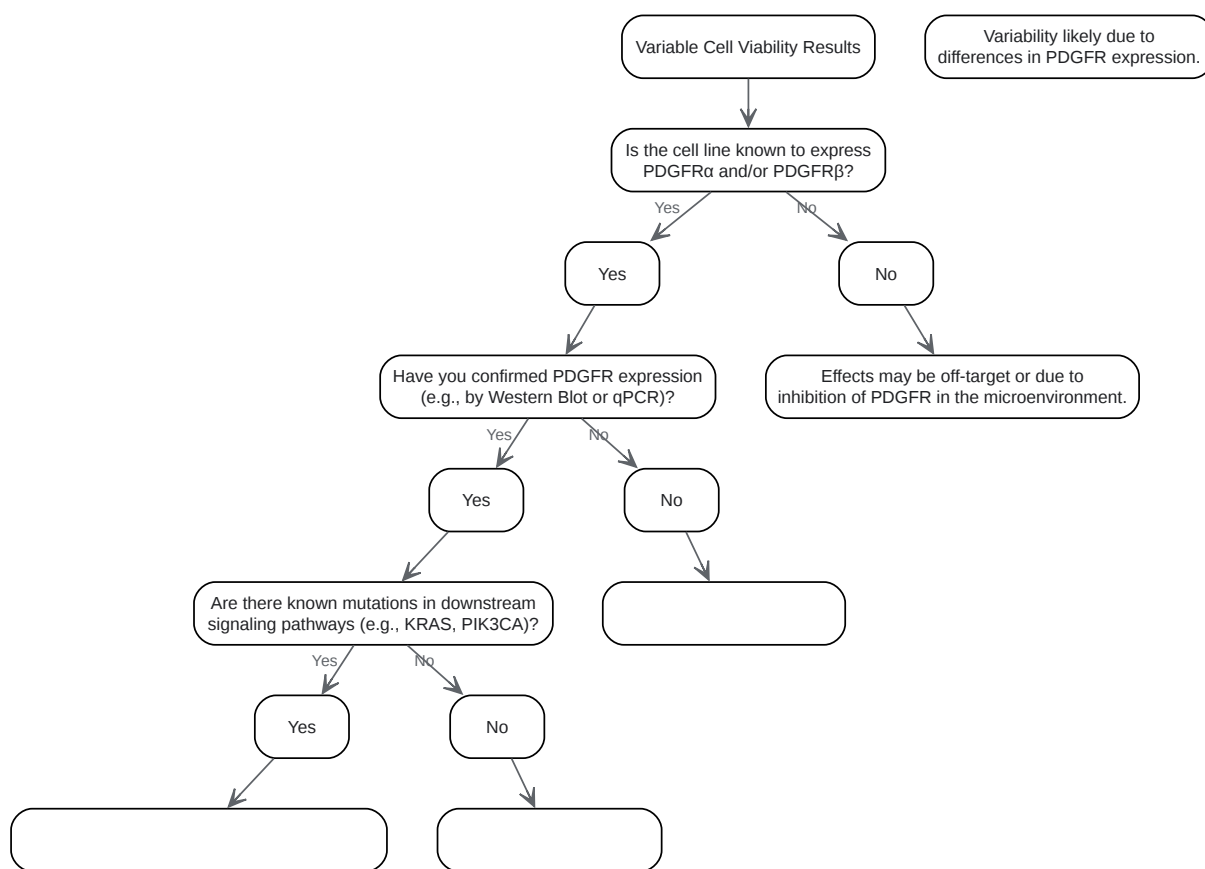 Variable Cell Viability Results
Variability likely due to
differences in PDGFR expression.
Is the cell line known to express
PDGFRα and/or PDGFRβ?
Yes
No
Yes
No
Have you confirmed PDGFR expression
(e.g., by Western Blot or qPCR)?
Effects may be off-target or due to
inhibition of PDGFR in the microenvironment.
Yes
No
Yes
No
Are there known mutations in downstream
signaling pathways (e.g., KRAS, PIK3CA)?
Yes
No
Yes
No